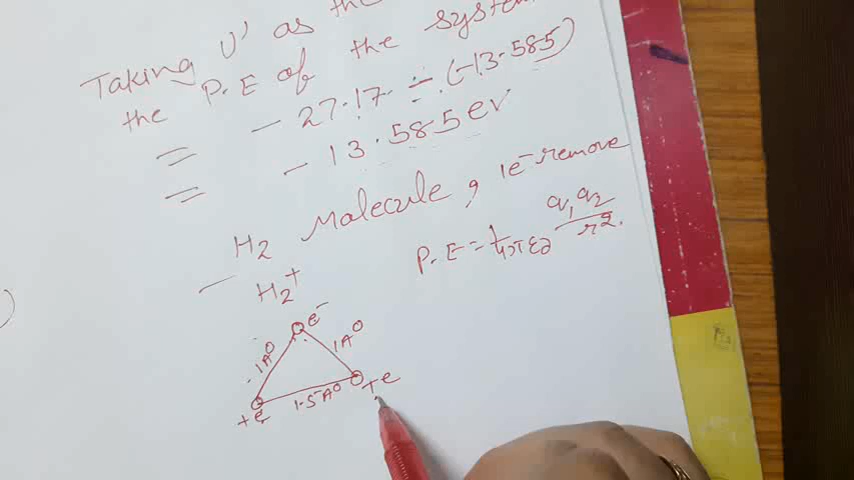 Taking U' as the
the P.E of the system
= - 27.17 ÷ (-13.585)
= - 13.585 eV
- H2 Molecule, 1e- remove
H2+
P.E = 1/4πε0 q1q2/r2.
e-
1A° 1A°
+e 1.5A° +e